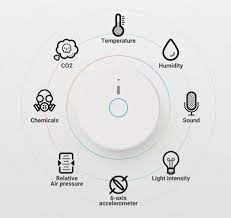 Temperature
CO2
Humidity
Chemicals
Sound
Relative
Air pressure
Light Intensity
6-axis
accelerometer